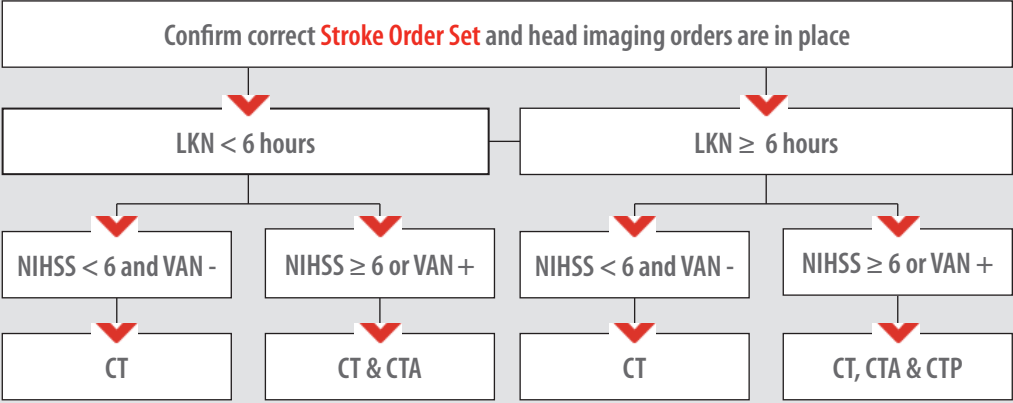 Confirm correct Stroke Order Set and head imaging orders are in place
LKN < 6 hours
LKN ≥ 6 hours
NIHSS < 6 and VAN -
NIHSS ≥ 6 or VAN +
NIHSS < 6 and VAN -
NIHSS ≥ 6 or VAN +
CT
CT & CTA
CT
CT, CTA & CTP